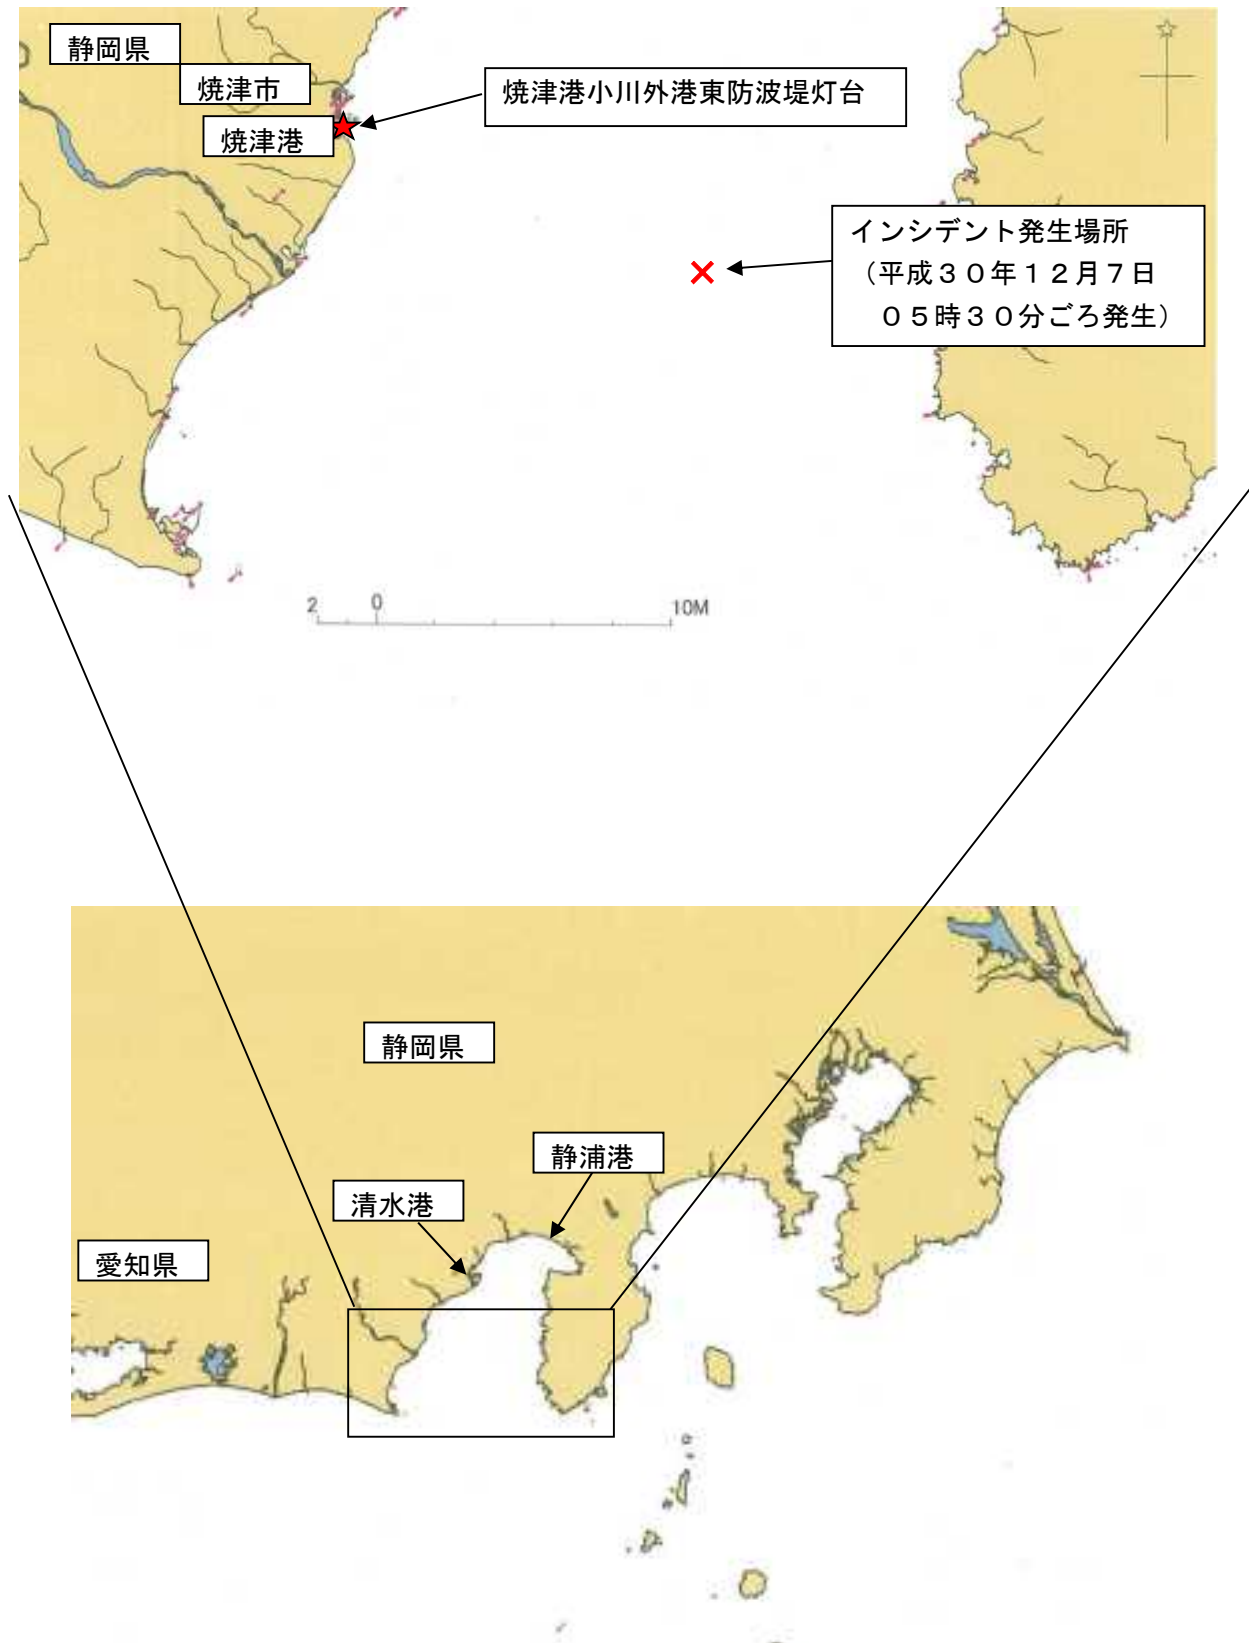 静岡県
焼津市
焼津港
焼津港小川外港東防波堤灯台
インシデント発生場所
（平成３０年１２月７日
０５時３０分ごろ発生）
2 0 10M
静岡県
静浦港
清水港
愛知県